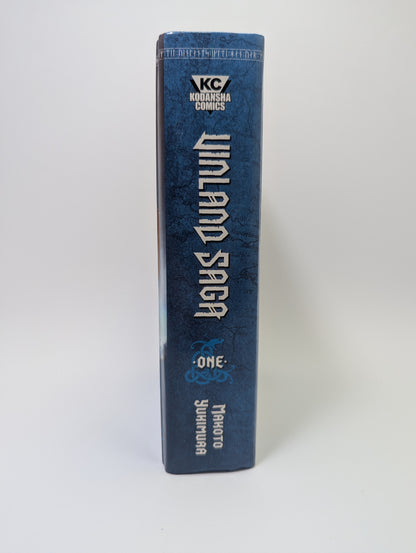 KC
KODANSHA
COMICS
VINLAND SAGA
·ONE·
MAKOTO
YUKIMURA